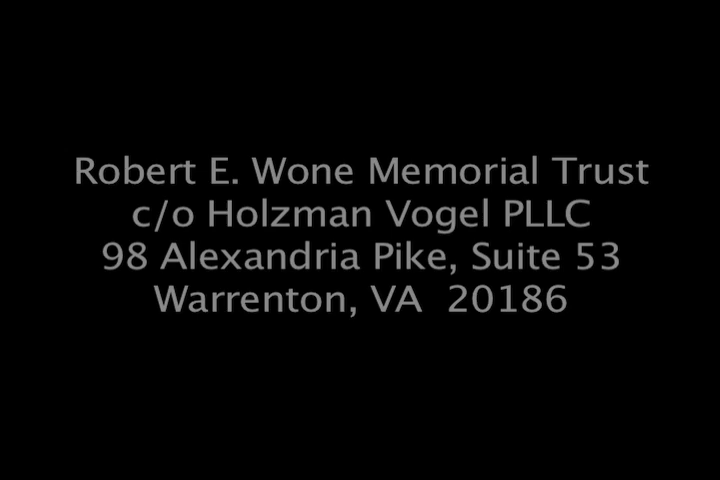 Robert E. Wone Memorial Trust
c/o Holzman Vogel PLLC
98 Alexandria Pike, Suite 53
Warrenton, VA  20186